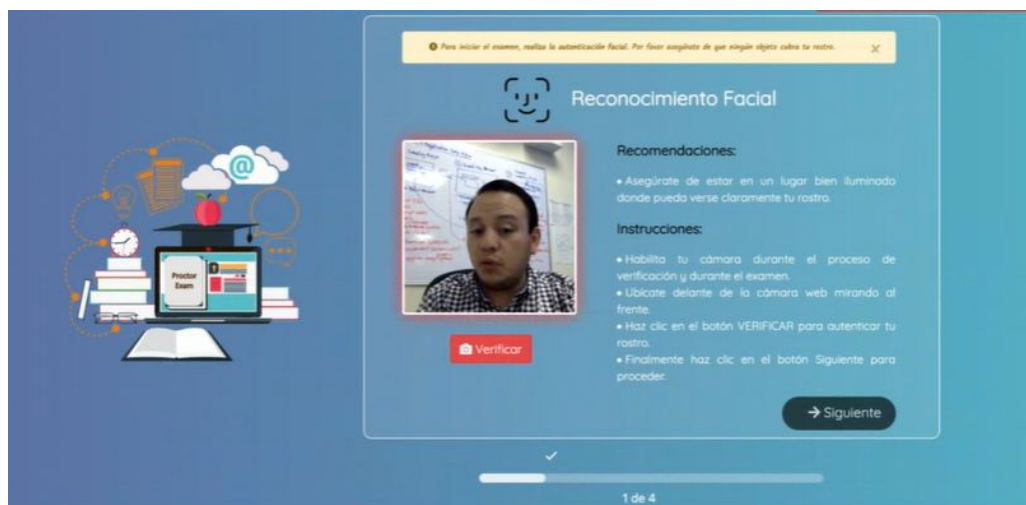 Para iniciar el examen, realiza la autenticación facial. Por favor asegúrate de que ningún objeto cubra tu rostro.
Reconocimiento Facial
Recomendaciones:
• Asegúrate de estar en un lugar bien iluminado
donde pueda verse claramente tu rostro.
Instrucciones:
• Habilita tu cámara durante el proceso de
verificación y durante el examen.
• Ubícate delante de la cámara web mirando al
frente.
• Haz clic en el botón VERIFICAR para autenticar tu
rostro.
• Finalmente haz clic en el botón Siguiente para
proceder.
Verificar
→ Siguiente
Proctor
Exam
@
1 de 4